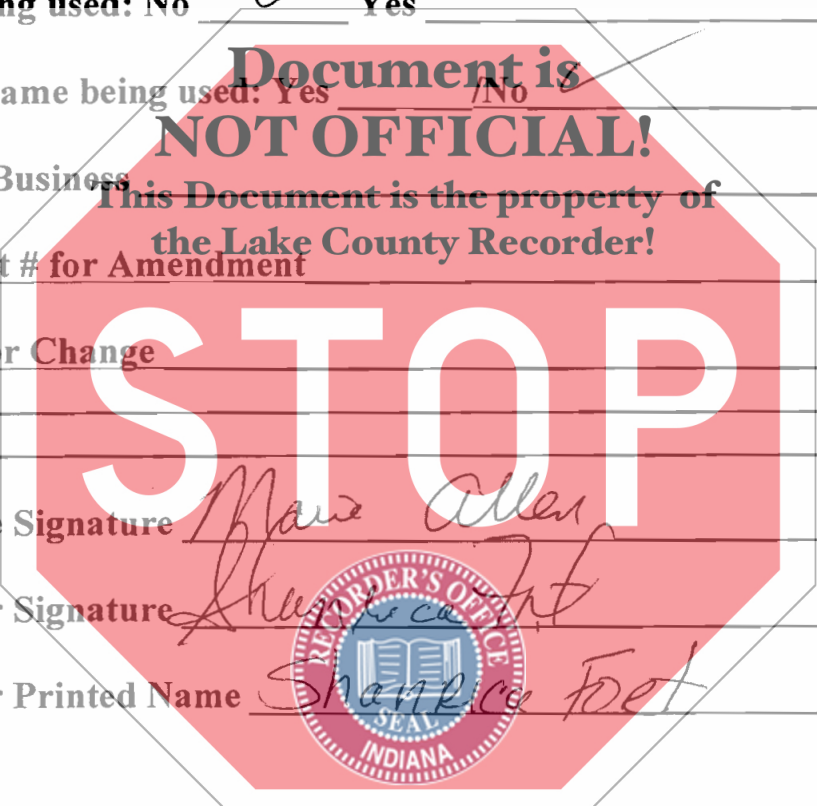 ng used: No Yes
Document is
ame being used: Yes /No
NOT OFFICIAL!
Business
This Document is the property of
the Lake County Recorder!
t # for Amendment
r Change
STOP
e Signature Marie Allen
r Signature
r Printed Name Shanrica Foet
RECORDER'S OFFICE
SEAL
INDIANA